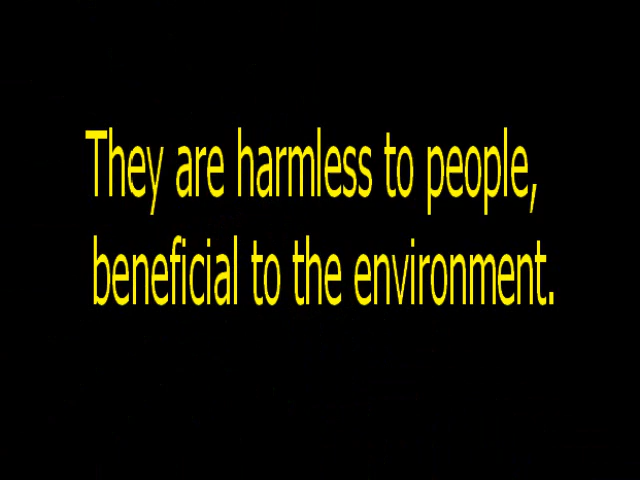 They are harmless to people,
beneficial to the environment.